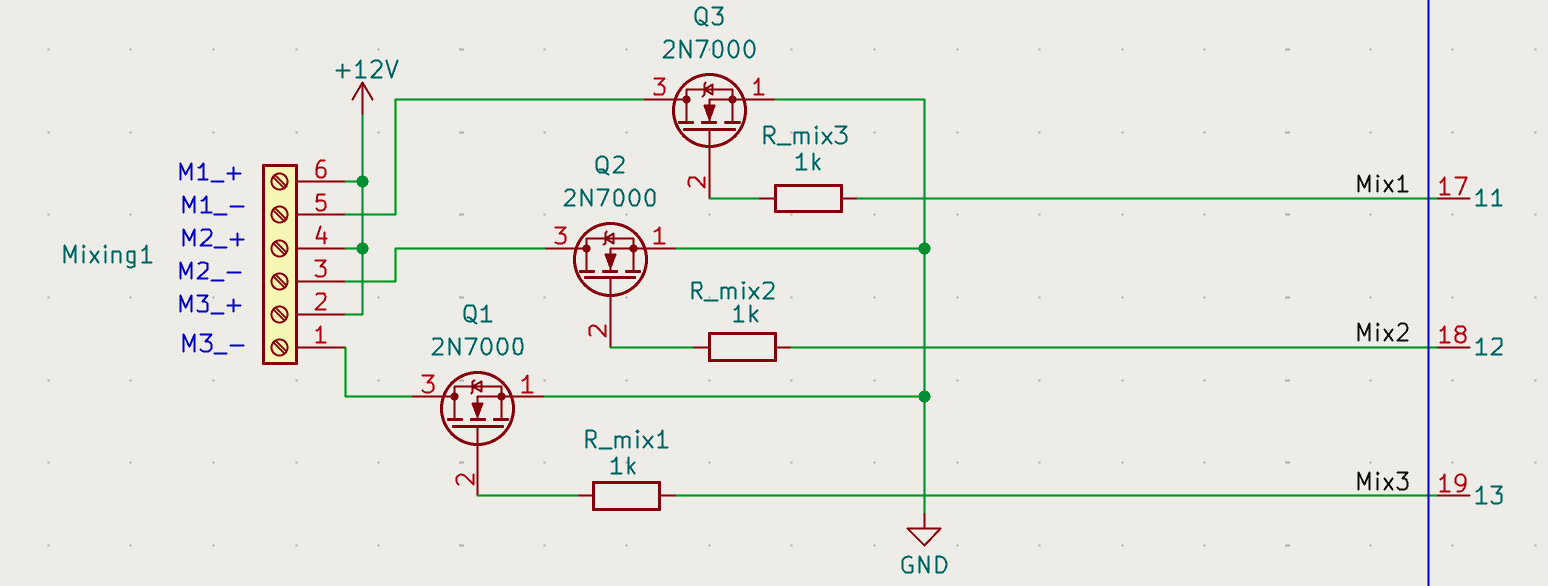 Q3
2N7000
+12V
3
1
R_mix3
1k
2
Q2
2N7000
M1_+
6
Mix1
17
11
M1_-
5
M2_+
4
3
1
Mixing1
M2_-
3
R_mix2
1k
M3_+
2
Q1
2N7000
2
Mix2
18
12
M3_-
1
3
1
R_mix1
1k
2
Mix3
19
13
GND